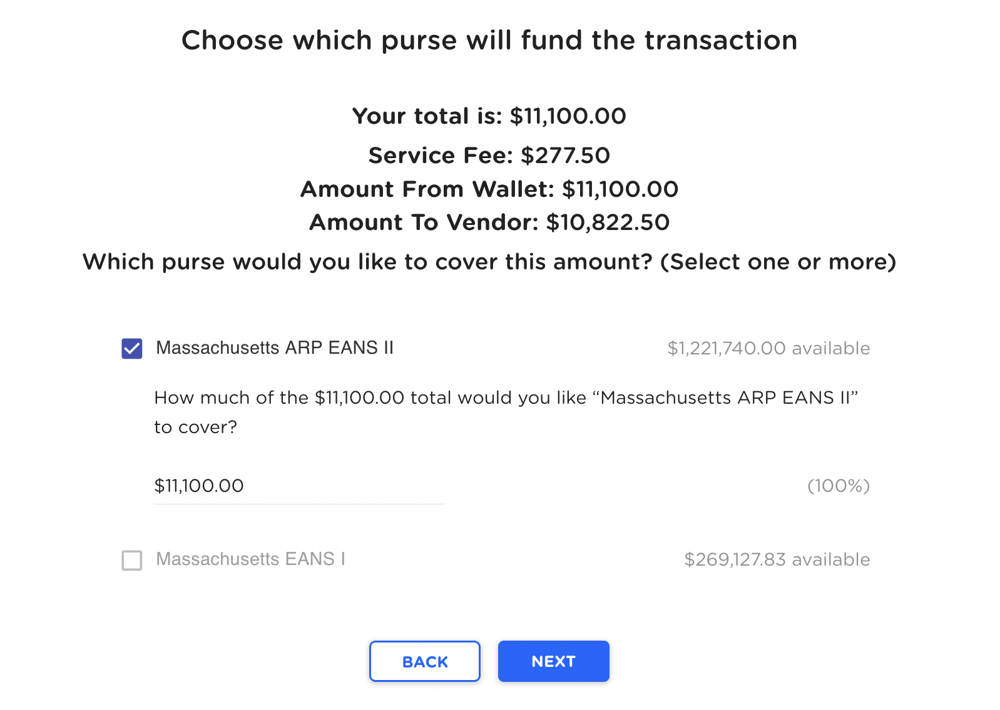 Choose which purse will fund the transaction
Your total is: $11,100.00
Service Fee: $277.50
Amount From Wallet: $11,100.00
Amount To Vendor: $10,822.50
Which purse would you like to cover this amount? (Select one or more)
Massachusetts ARP EANS II $1,221,740.00 available
How much of the $11,100.00 total would you like “Massachusetts ARP EANS II”
to cover?
$11,100.00 (100%)
Massachusetts EANS I $269,127.83 available
BACK NEXT